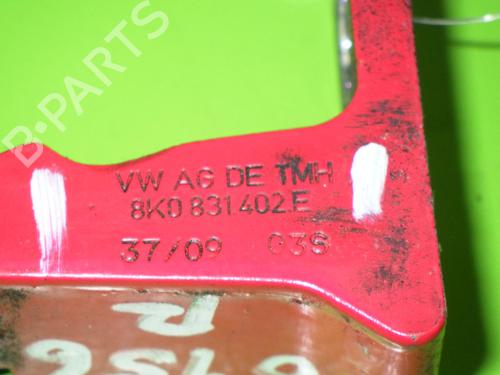 B-PARTS
VW AG DE TMH
8K0 831 402 E
37/09 03S
R